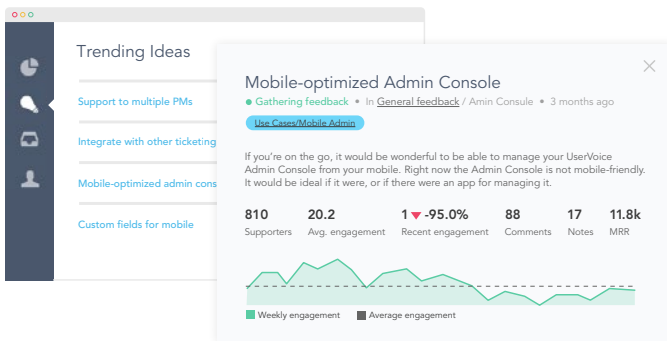 Trending Ideas
Support to multiple PMs
Integrate with other ticketing
Mobile-optimized admin cons
Custom fields for mobile
Mobile-optimized Admin Console
Gathering feedback • In General feedback / Amin Consule • 3 months ago
Use Cases/Mobile Admin
If you're on the go, it would be wonderful to be able to manage your UserVoice
Admin Console from your mobile. Right now the Admin Console is not mobile-friendly.
It would be ideal if it were, or if there were an app for managing it.
810 20.2 1 ▼ -95.0% 88 17 11.8k
Supporters Avg. engagement Recent engagement Comments Notes MRR
Weekly engagement Average engagement